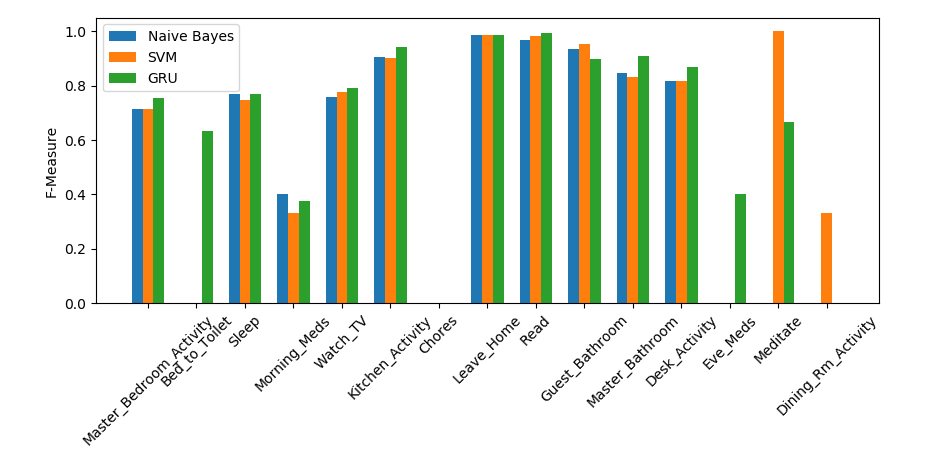 Naive Bayes
SVM
GRU
F-Measure
1.0
0.8
0.6
0.4
0.2
0.0
Master_Bedroom_Activity
Bed_to_Toilet
Sleep
Morning_Meds
Watch_TV
Kitchen_Activity
Chores
Leave_Home
Read
Guest_Bathroom
Master_Bathroom
Desk_Activity
Eve_Meds
Meditate
Dining_Rm_Activity